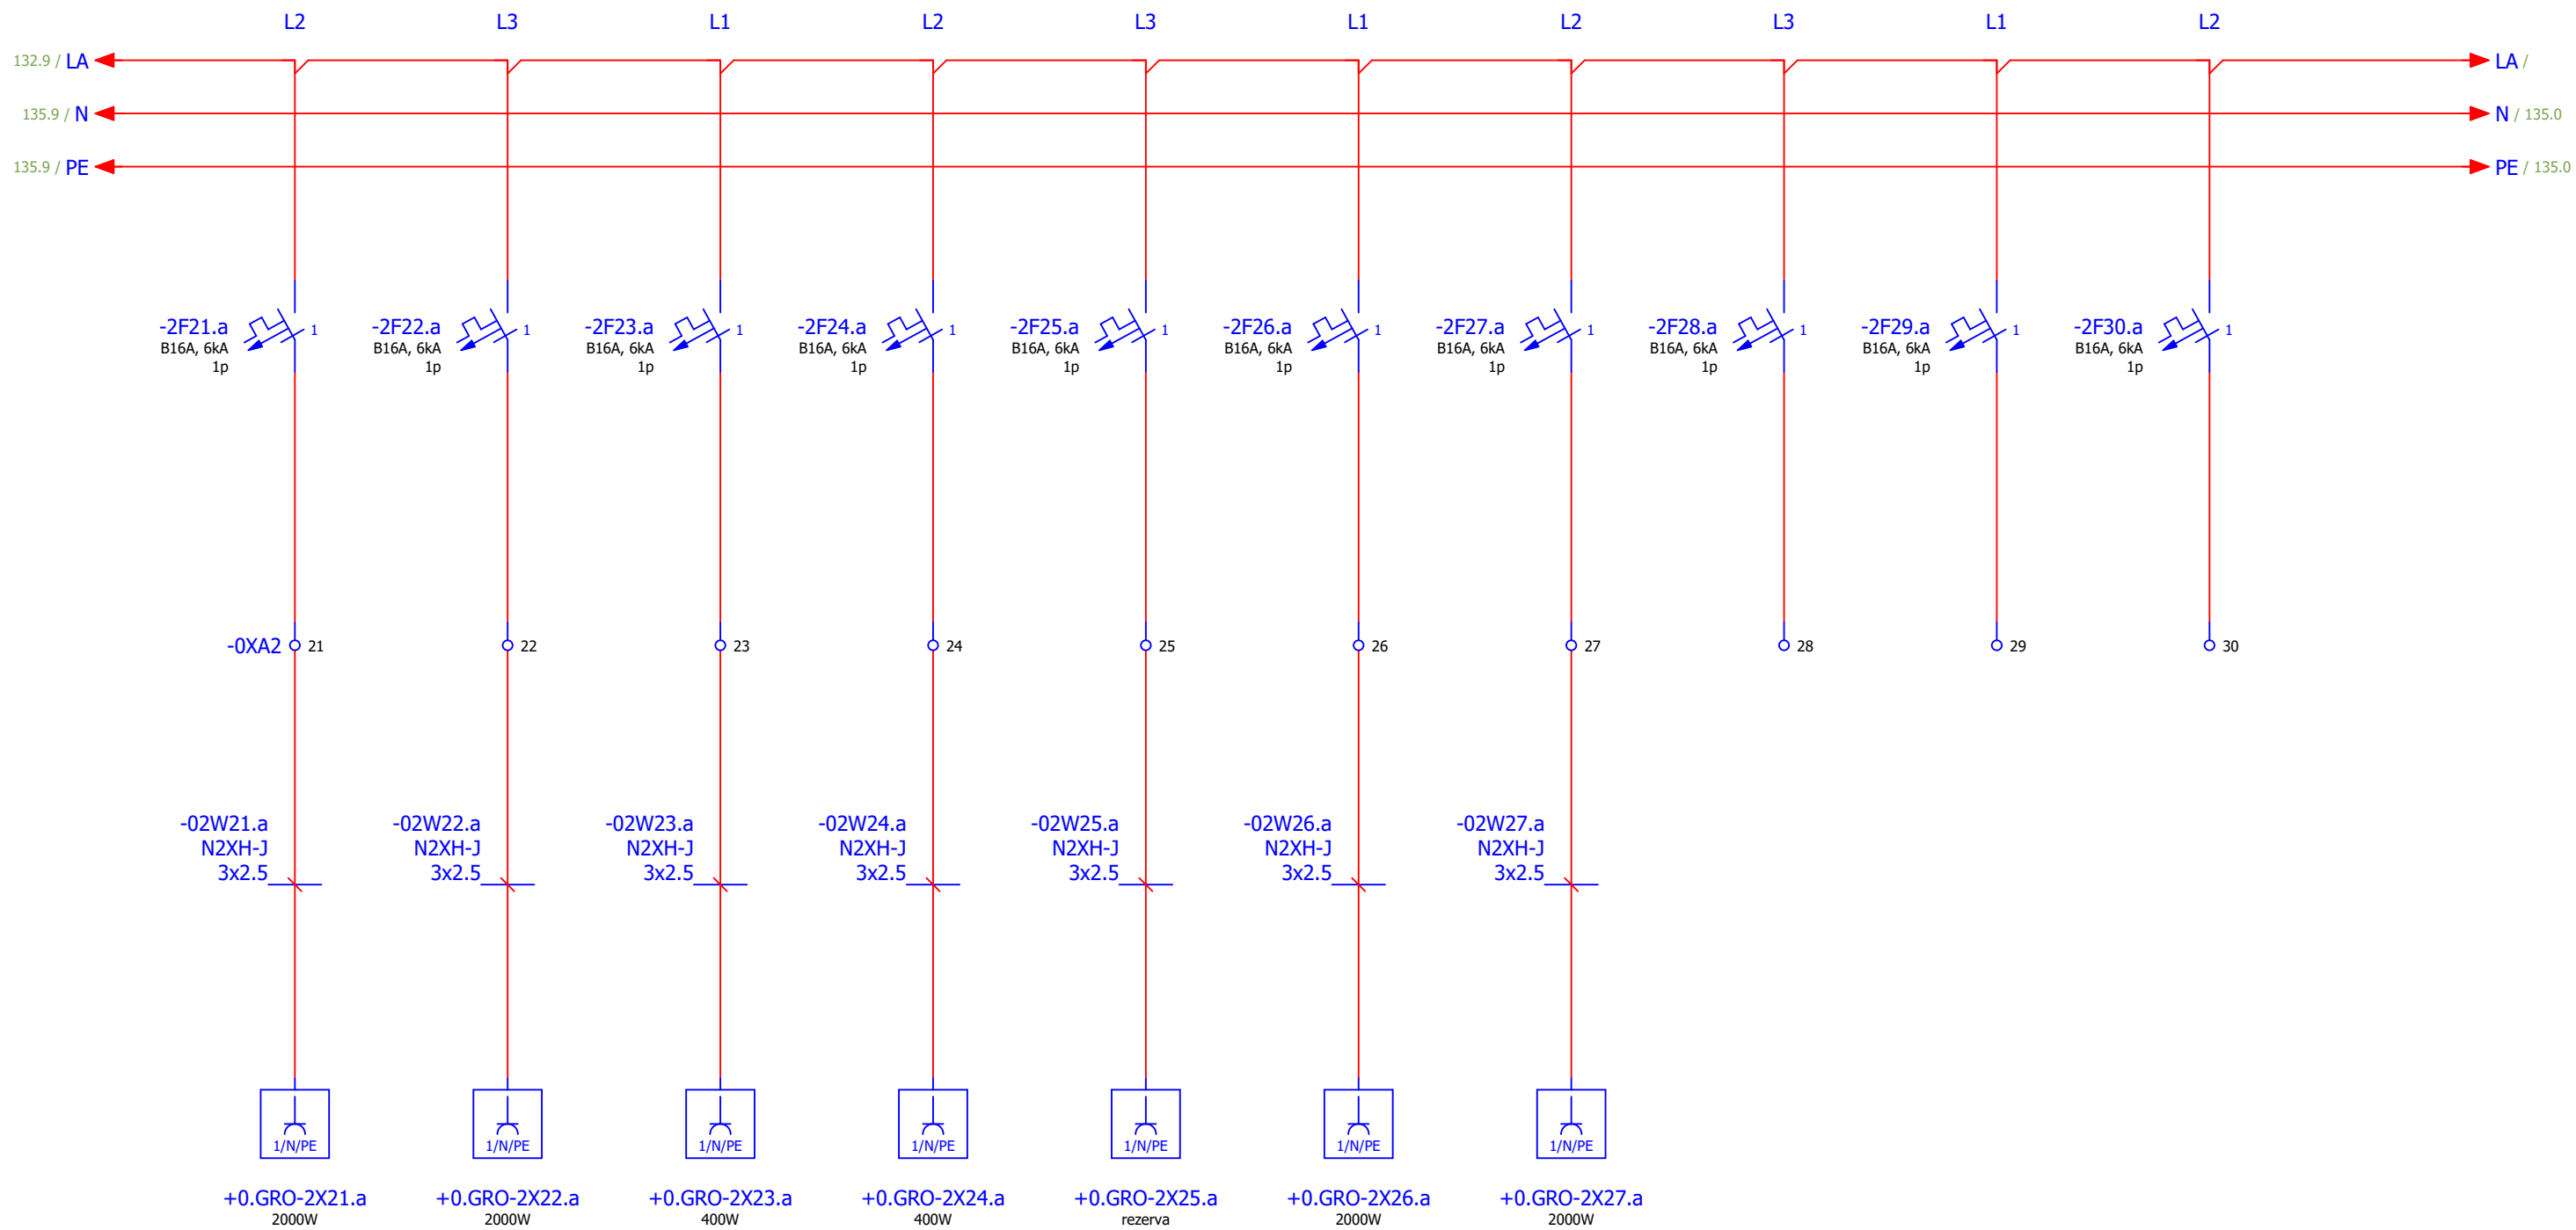 L2 L3 L1 L2 L3 L1 L2 L3 L1 L2
132.9 / LA LA /
135.9 / N N / 135.0
135.9 / PE PE / 135.0
-2F21.a 1 -2F22.a 1 -2F23.a 1 -2F24.a 1 -2F25.a 1 -2F26.a 1 -2F27.a 1 -2F28.a 1 -2F29.a 1 -2F30.a 1
B16A, 6kA B16A, 6kA B16A, 6kA B16A, 6kA B16A, 6kA B16A, 6kA B16A, 6kA B16A, 6kA B16A, 6kA B16A, 6kA
1p 1p 1p 1p 1p 1p 1p 1p 1p 1p
-0XA2 21 22 23 24 25 26 27 28 29 30
-02W21.a -02W22.a -02W23.a -02W24.a -02W25.a -02W26.a -02W27.a
N2XH-J N2XH-J N2XH-J N2XH-J N2XH-J N2XH-J N2XH-J
3x2.5 3x2.5 3x2.5 3x2.5 3x2.5 3x2.5 3x2.5
1/N/PE 1/N/PE 1/N/PE 1/N/PE 1/N/PE 1/N/PE 1/N/PE
+0.GRO-2X21.a +0.GRO-2X22.a +0.GRO-2X23.a +0.GRO-2X24.a +0.GRO-2X25.a +0.GRO-2X26.a +0.GRO-2X27.a
2000W 2000W 400W 400W rezerva 2000W 2000W